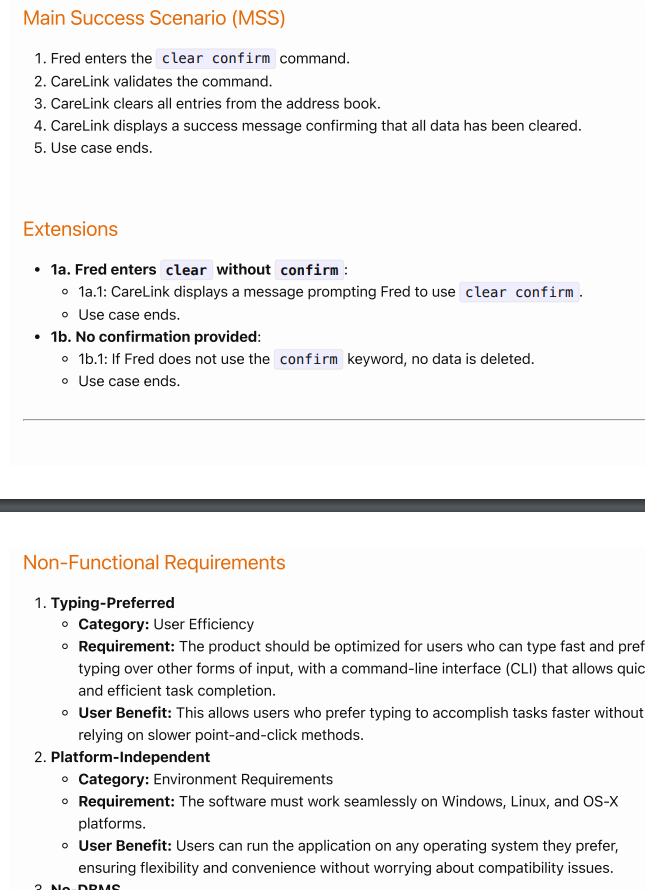 Main Success Scenario (MSS)
1. Fred enters the clear confirm command.
2. CareLink validates the command.
3. CareLink clears all entries from the address book.
4. CareLink displays a success message confirming that all data has been cleared.
5. Use case ends.
Extensions
• 1a. Fred enters clear without confirm:
◦ 1a.1: CareLink displays a message prompting Fred to use clear confirm.
◦ Use case ends.
• 1b. No confirmation provided:
◦ 1b.1: If Fred does not use the confirm keyword, no data is deleted.
◦ Use case ends.
Non-Functional Requirements
1. Typing-Preferred
◦ Category: User Efficiency
◦ Requirement: The product should be optimized for users who can type fast and pref
typing over other forms of input, with a command-line interface (CLI) that allows quic
and efficient task completion.
◦ User Benefit: This allows users who prefer typing to accomplish tasks faster without
relying on slower point-and-click methods.
2. Platform-Independent
◦ Category: Environment Requirements
◦ Requirement: The software must work seamlessly on Windows, Linux, and OS-X
platforms.
◦ User Benefit: Users can run the application on any operating system they prefer,
ensuring flexibility and convenience without worrying about compatibility issues.
3. No-DBMS